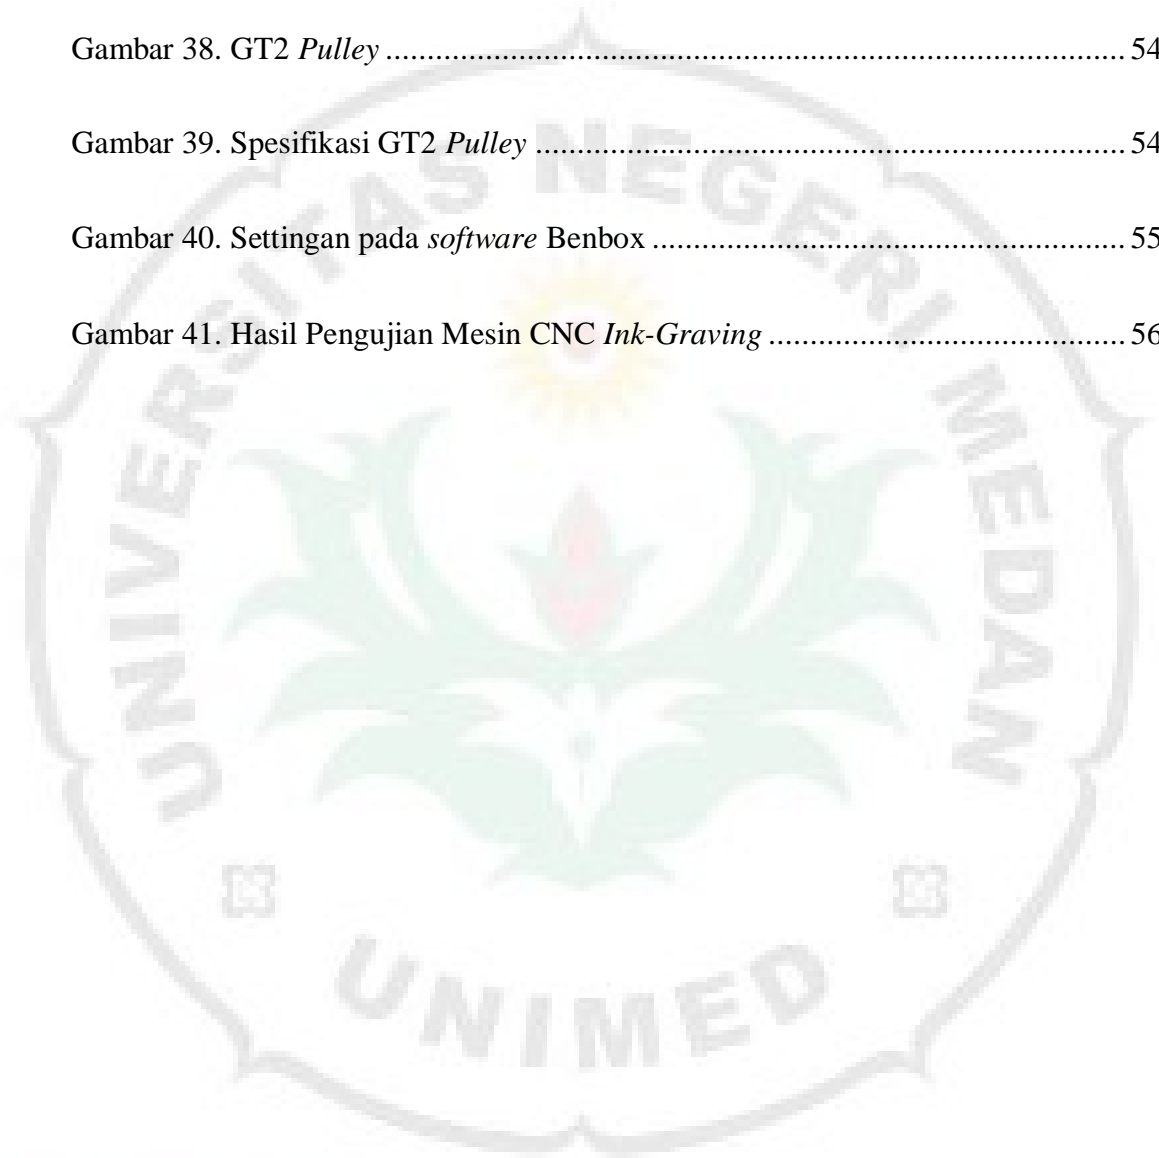 Gambar 38. GT2 Pulley ........................................................................................... 54
Gambar 39. Spesifikasi GT2 Pulley ......................................................................... 54
Gambar 40. Settingan pada software Benbox .......................................................... 55
Gambar 41. Hasil Pengujian Mesin CNC Ink-Graving ............................................ 56
UNIVERSITAS NEGERI MEDAN
UNIMED